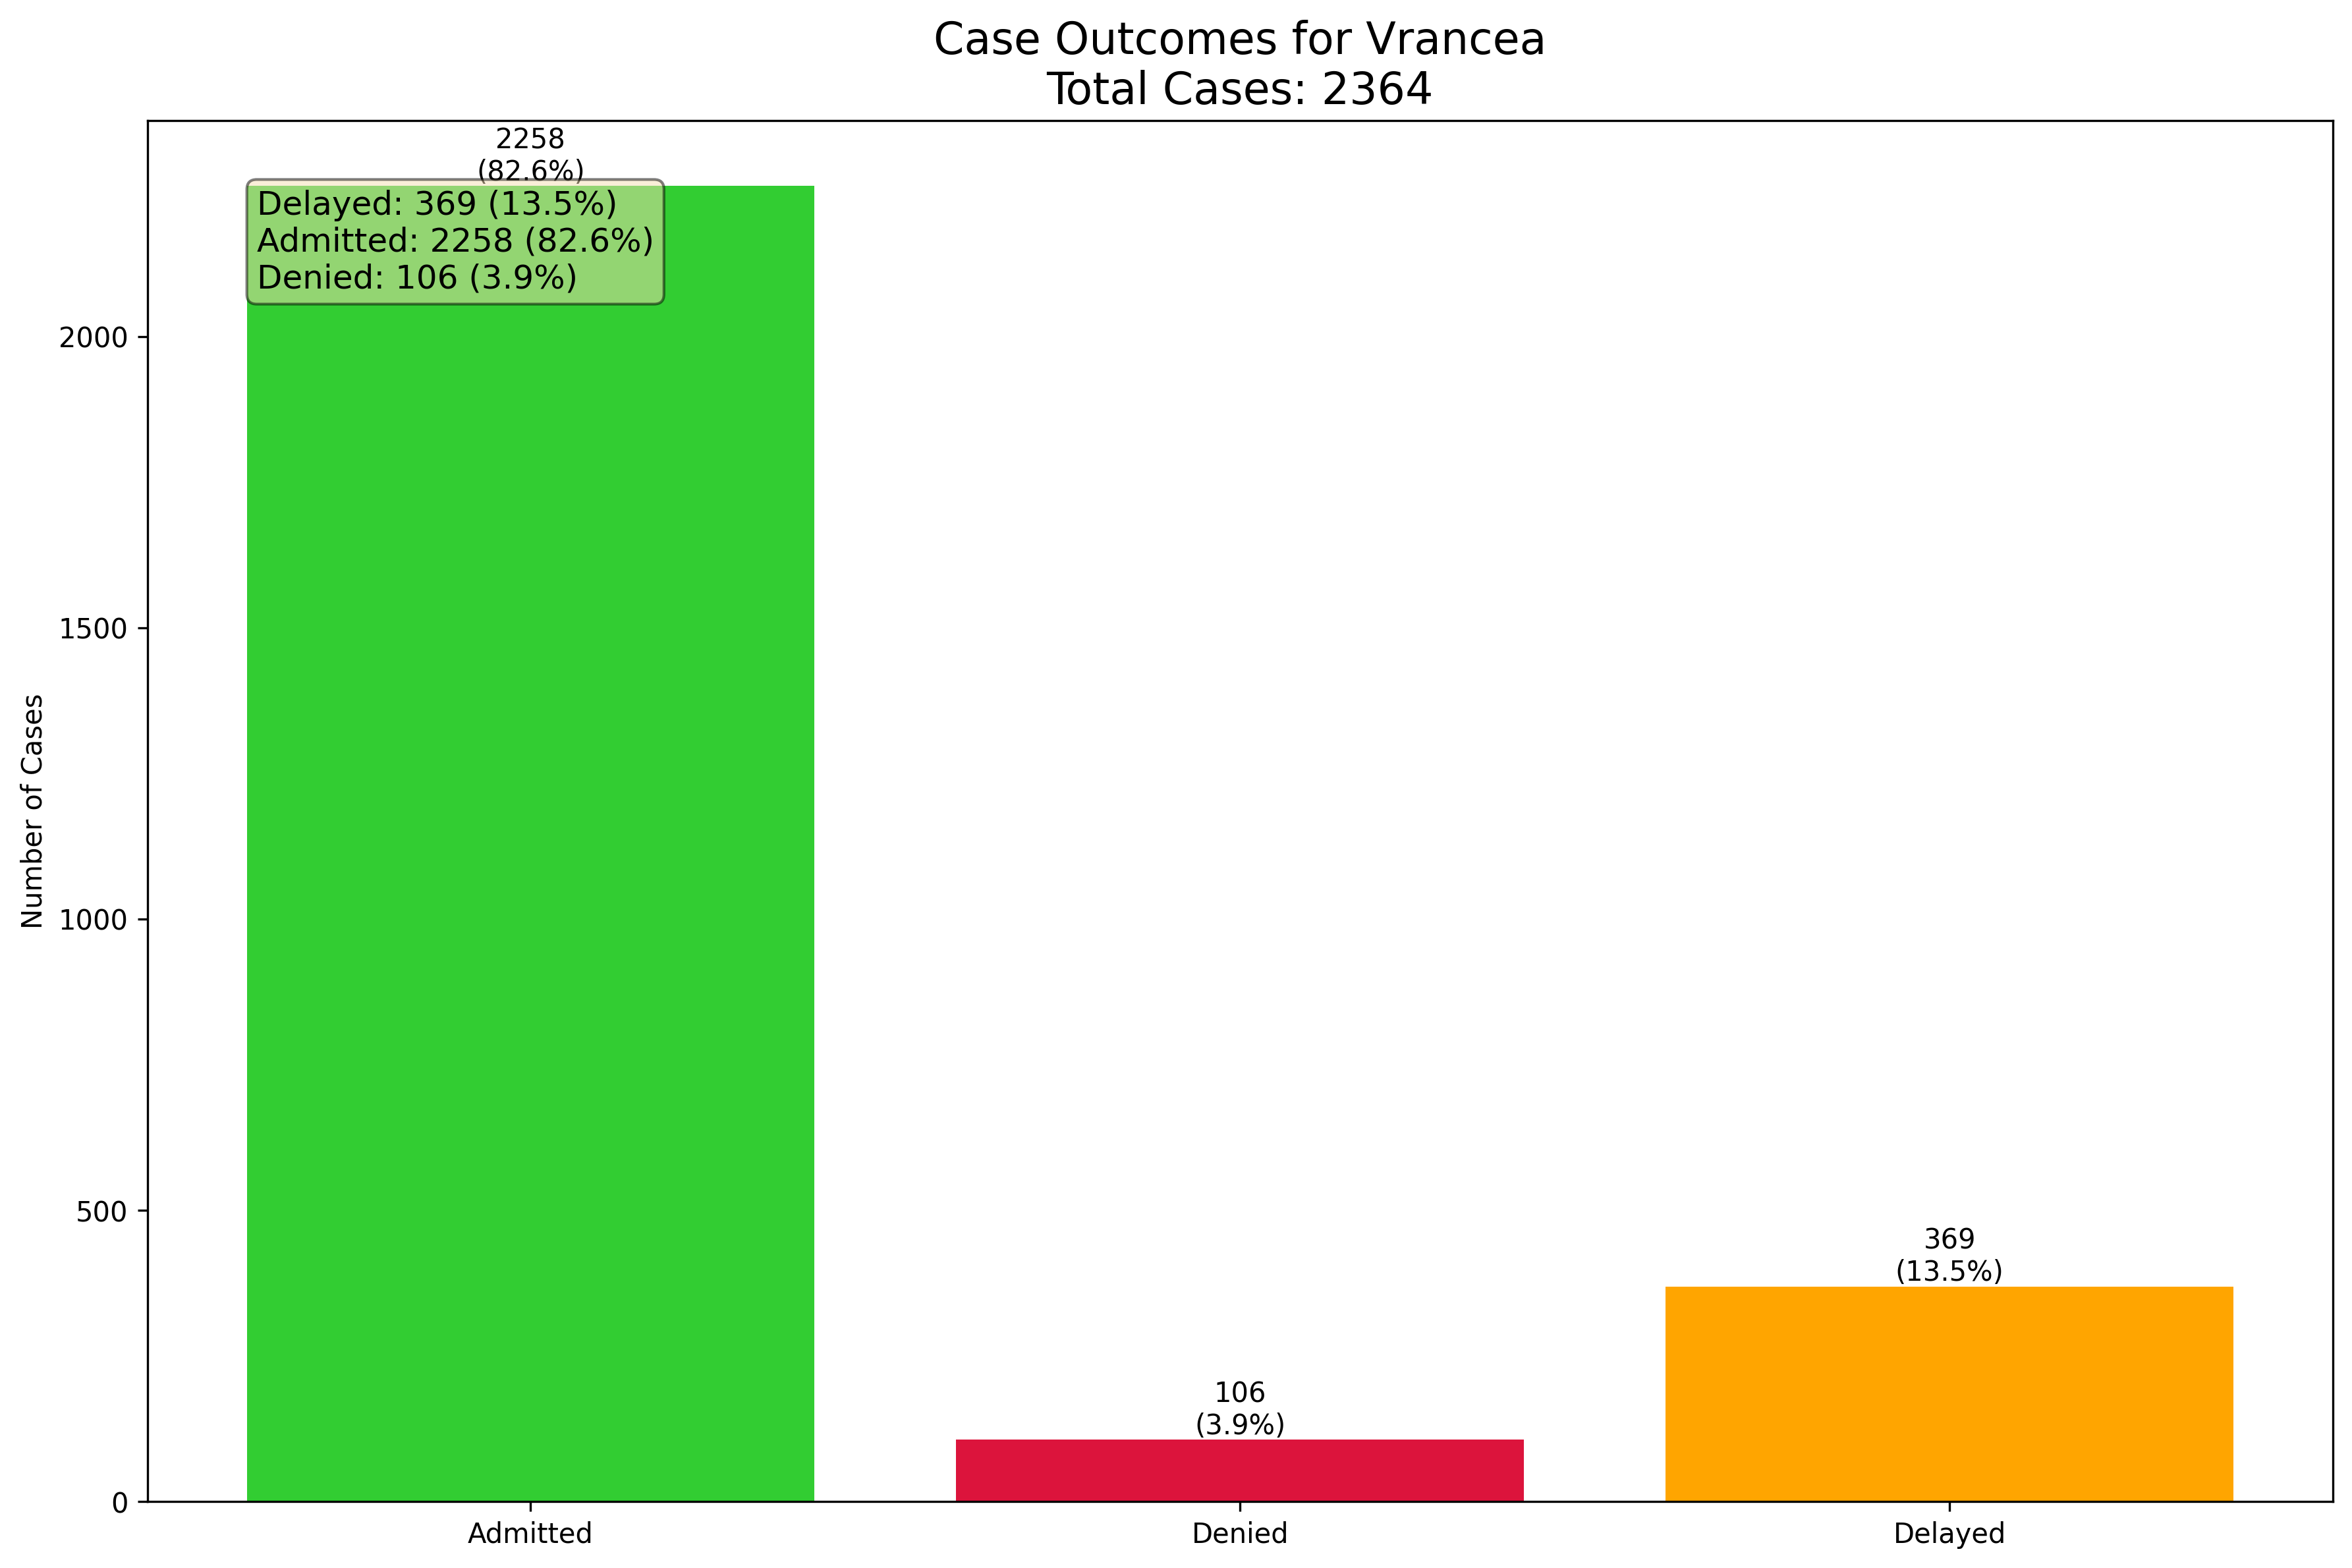 Case Outcomes for Vrancea
Total Cases: 2364
2258
(82.6%)
Delayed: 369 (13.5%)
Admitted: 2258 (82.6%)
Denied: 106 (3.9%)
2000
1500
1000
500
0
Number of Cases
106
(3.9%)
369
(13.5%)
Admitted
Denied
Delayed